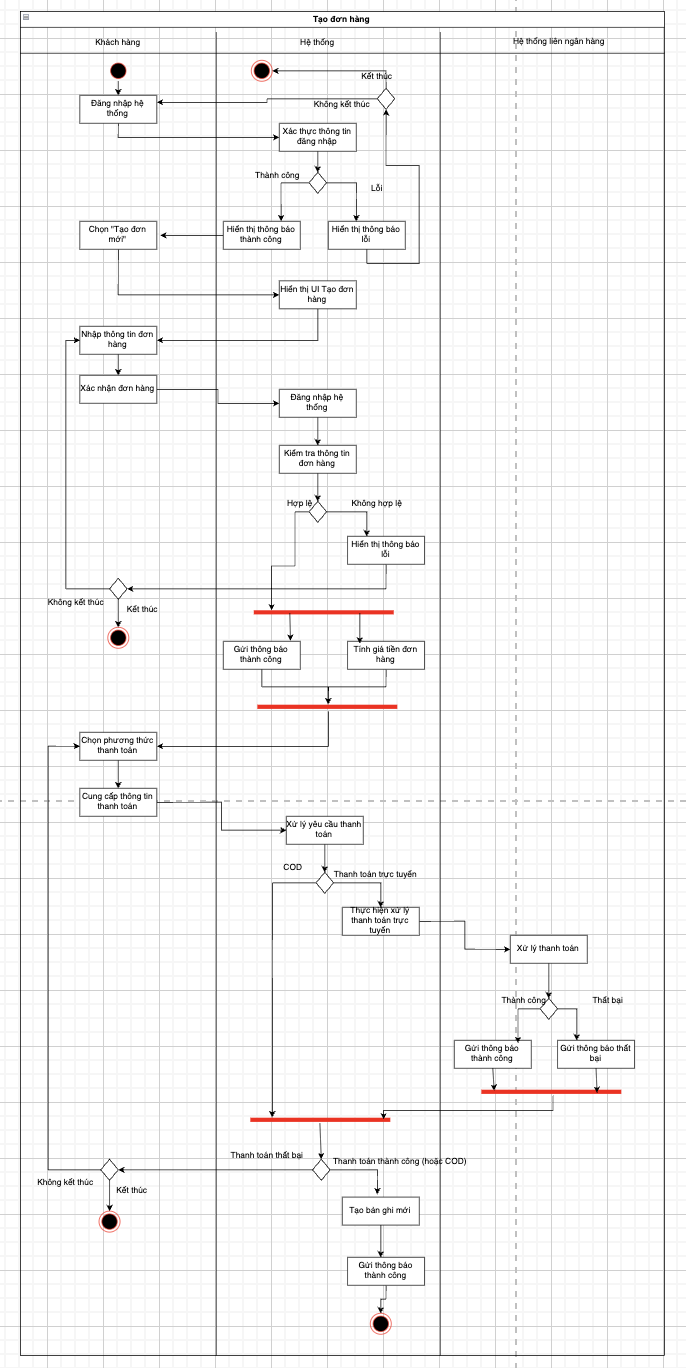 Tạo đơn hàng
Khách hàng
Hệ thống
Hệ thống liên ngân hàng
Kết thúc
Không kết thúc
Đăng nhập hệ
thống
Xác thực thông tin
đăng nhập
Thành công
Lỗi
Chọn "Tạo đơn
mới"
Hiển thị thông báo
thành công
Hiển thị thông báo
lỗi
Hiển thị UI Tạo đơn
hàng
Nhập thông tin đơn
hàng
Xác nhận đơn hàng
Đăng nhập hệ
thống
Kiểm tra thông tin
đơn hàng
Hợp lệ
Không hợp lệ
Hiển thị thông báo
lỗi
Không kết thúc
Kết thúc
Gửi thông báo
thành công
Tính giá tiền đơn
hàng
Chọn phương thức
thanh toán
Cung cấp thông tin
thanh toán
Xử lý yêu cầu thanh
toán
COD
Thanh toán trực tuyến
Thực hiện xử lý
thanh toán trực
tuyến
Xử lý thanh toán
Thành công
Thất bại
Gửi thông báo
thành công
Gửi thông báo thất
bại
Thanh toán thất bại
Thanh toán thành công (hoặc COD)
Không kết thúc
Kết thúc
Tạo bản ghi mới
Gửi thông báo
thành công